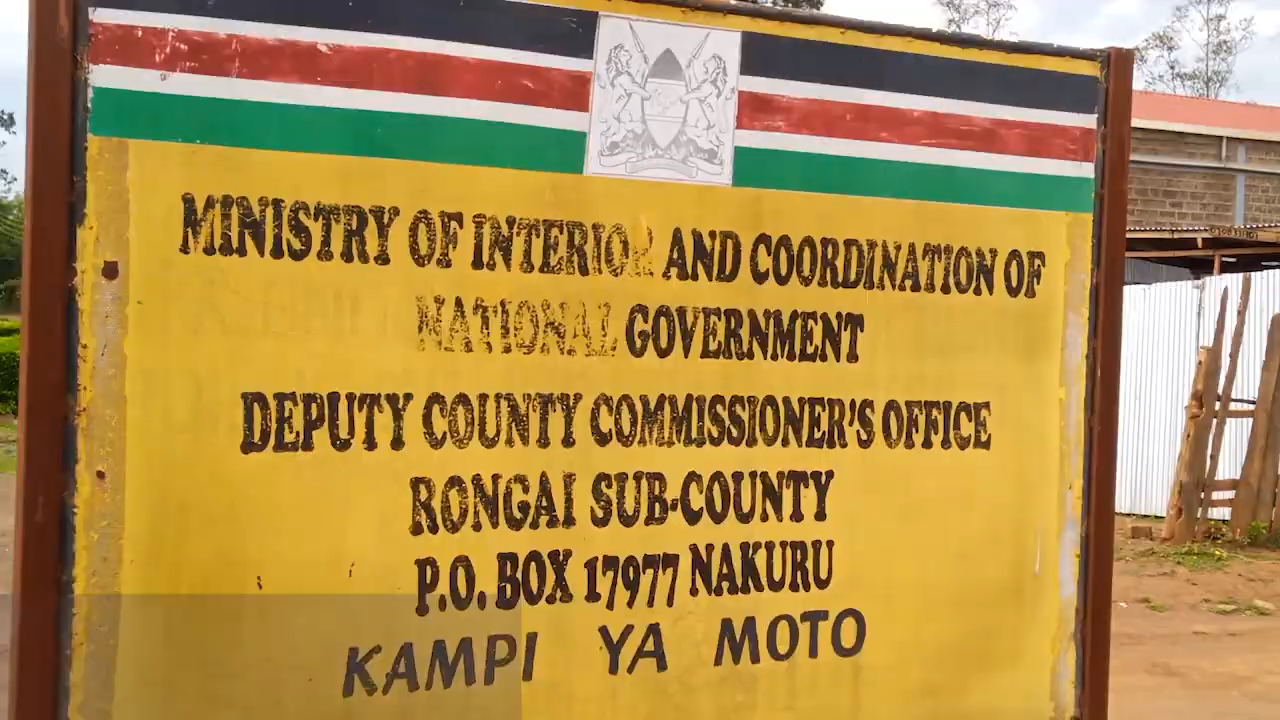 MINISTRY OF INTERIOR AND COORDINATION OF
NATIONAL GOVERNMENT
DEPUTY COUNTY COMMISSIONER'S OFFICE
RONGAI SUB-COUNTY
P.O. BOX 17977 NAKURU
KAMPI YA MOTO